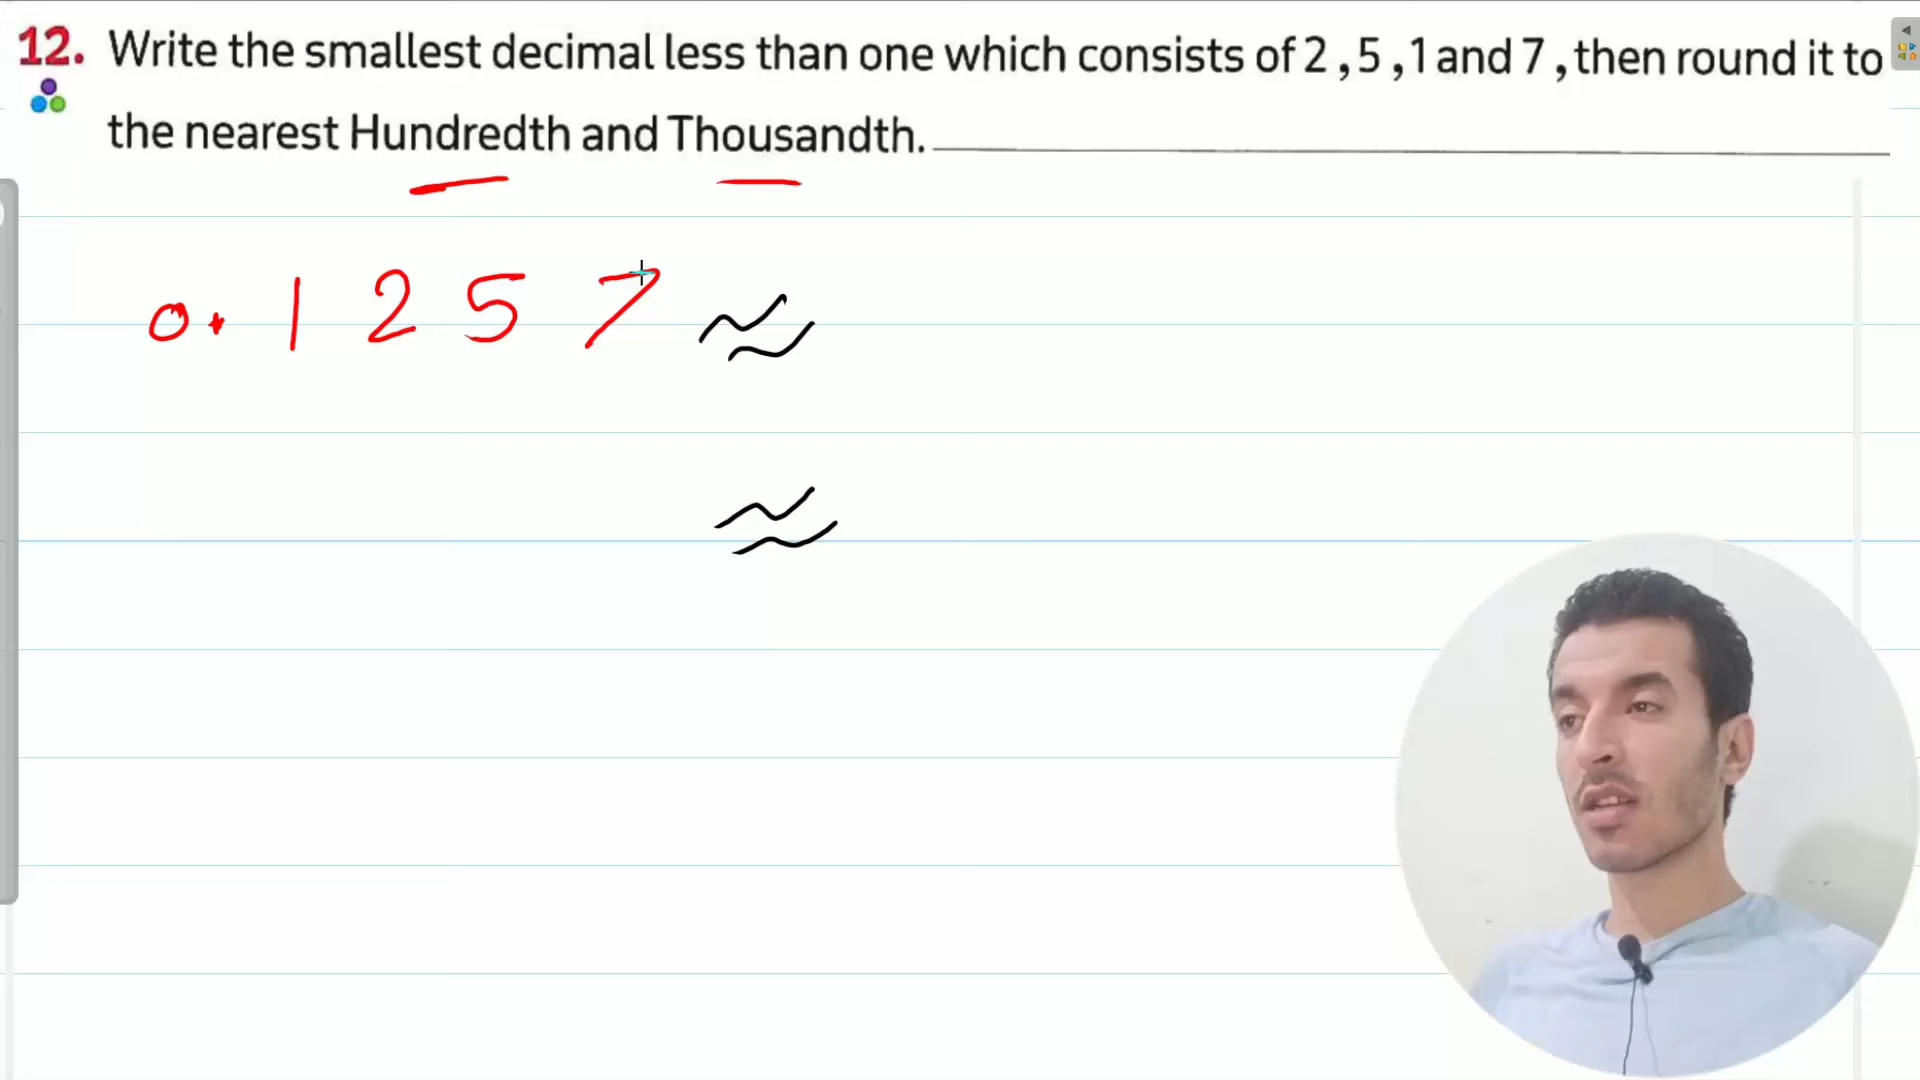 12. Write the smallest decimal less than one which consists of 2 , 5 , 1 and 7 , then round it to
the nearest Hundredth and Thousandth.
0.1257 ≈
≈